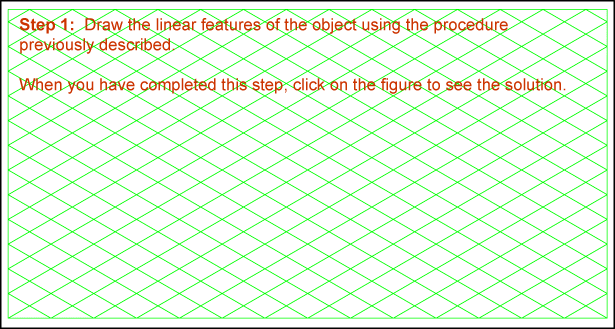 Step 1:  Draw the linear features of the object using the procedure
previously described.
When you have completed this step, click on the figure to see the solution.